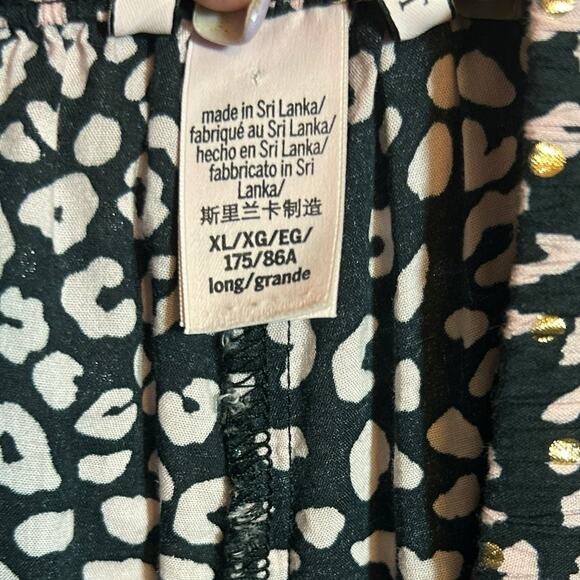 made in Sri Lanka/
fabriqué au Sri Lanka/
hecho en Sri Lanka/
fabbricato in Sri
Lanka/
斯里兰卡制造
XL/XG/EG/
175/86A
long/grande